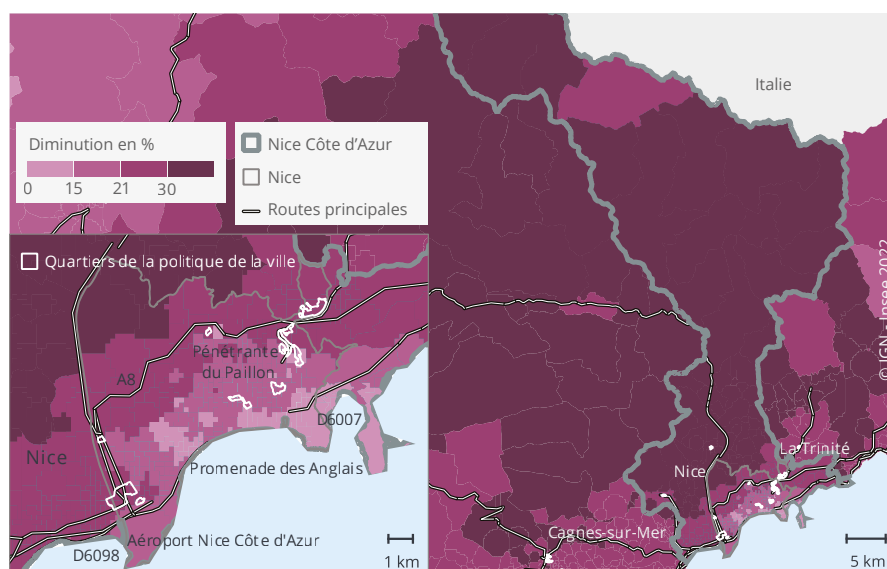 Italie
Diminution en %
0 15 21 30
Nice Côte d'Azur
Nice
Routes principales
Quartiers de la politique de la ville
Pénétrante
du Paillon
A8
D6007
Nice
Promenade des Anglais
Aéroport Nice Côte d'Azur
D6098
1 km
Nice
La Trinité
Cagnes-sur-Mer
5 km
© IGN - Insee 2022